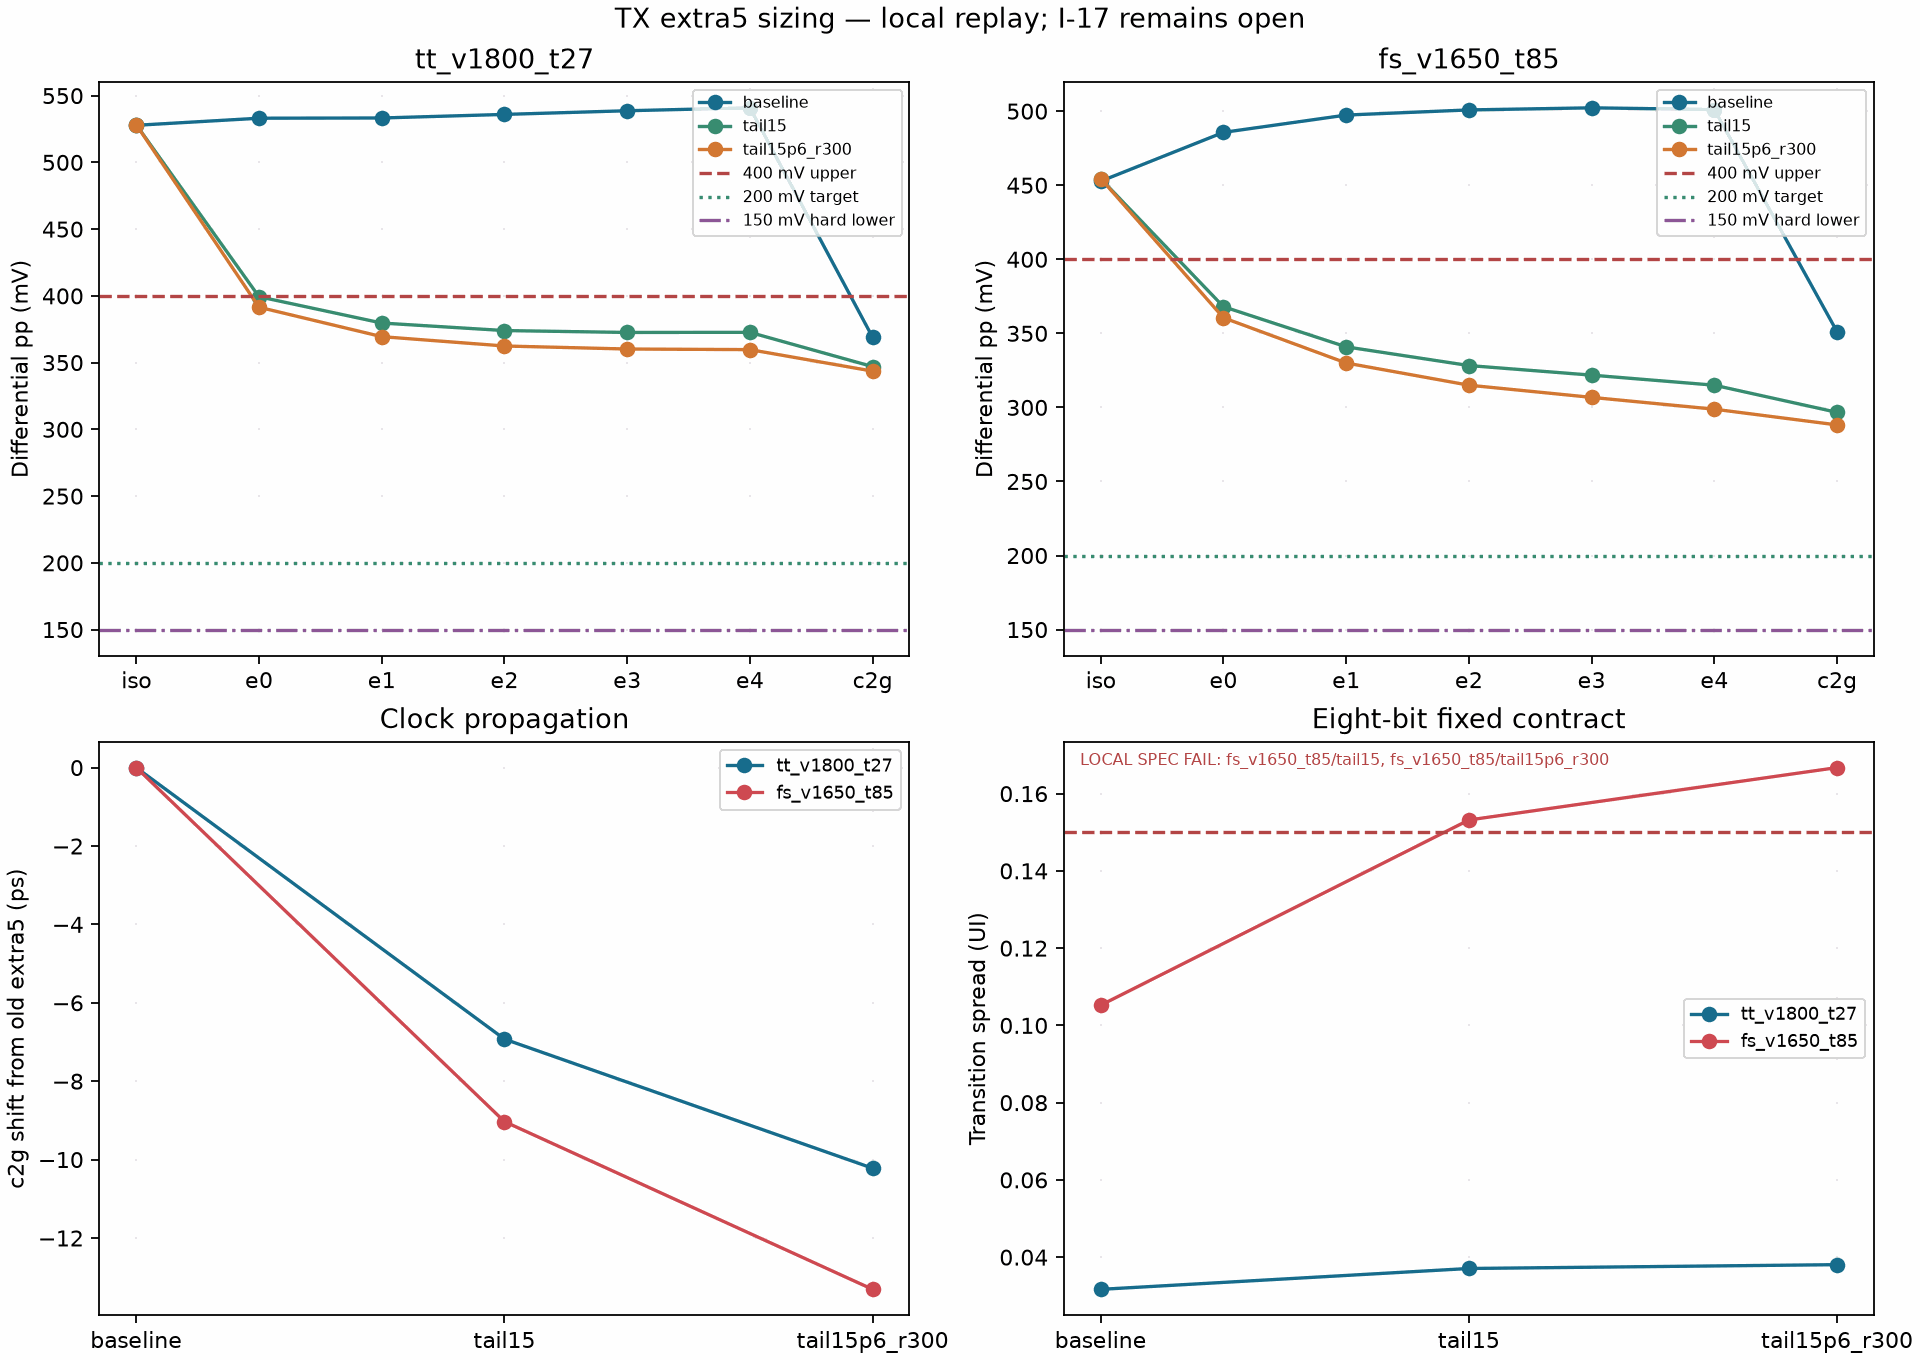 TX extra5 sizing — local replay; I-17 remains open
tt_v1800_t27
Differential pp (mV)
550
500
450
400
350
300
250
200
150
iso
e0
e1
e2
e3
e4
c2g
baseline
tail15
tail15p6_r300
400 mV upper
200 mV target
150 mV hard lower
fs_v1650_t85
Differential pp (mV)
500
450
400
350
300
250
200
150
iso
e0
e1
e2
e3
e4
c2g
baseline
tail15
tail15p6_r300
400 mV upper
200 mV target
150 mV hard lower
Clock propagation
c2g shift from old extra5 (ps)
0
−2
−4
−6
−8
−10
−12
baseline
tail15
tail15p6_r300
tt_v1800_t27
fs_v1650_t85
Eight-bit fixed contract
LOCAL SPEC FAIL: fs_v1650_t85/tail15, fs_v1650_t85/tail15p6_r300
Transition spread (UI)
0.16
0.14
0.12
0.10
0.08
0.06
0.04
baseline
tail15
tail15p6_r300
tt_v1800_t27
fs_v1650_t85